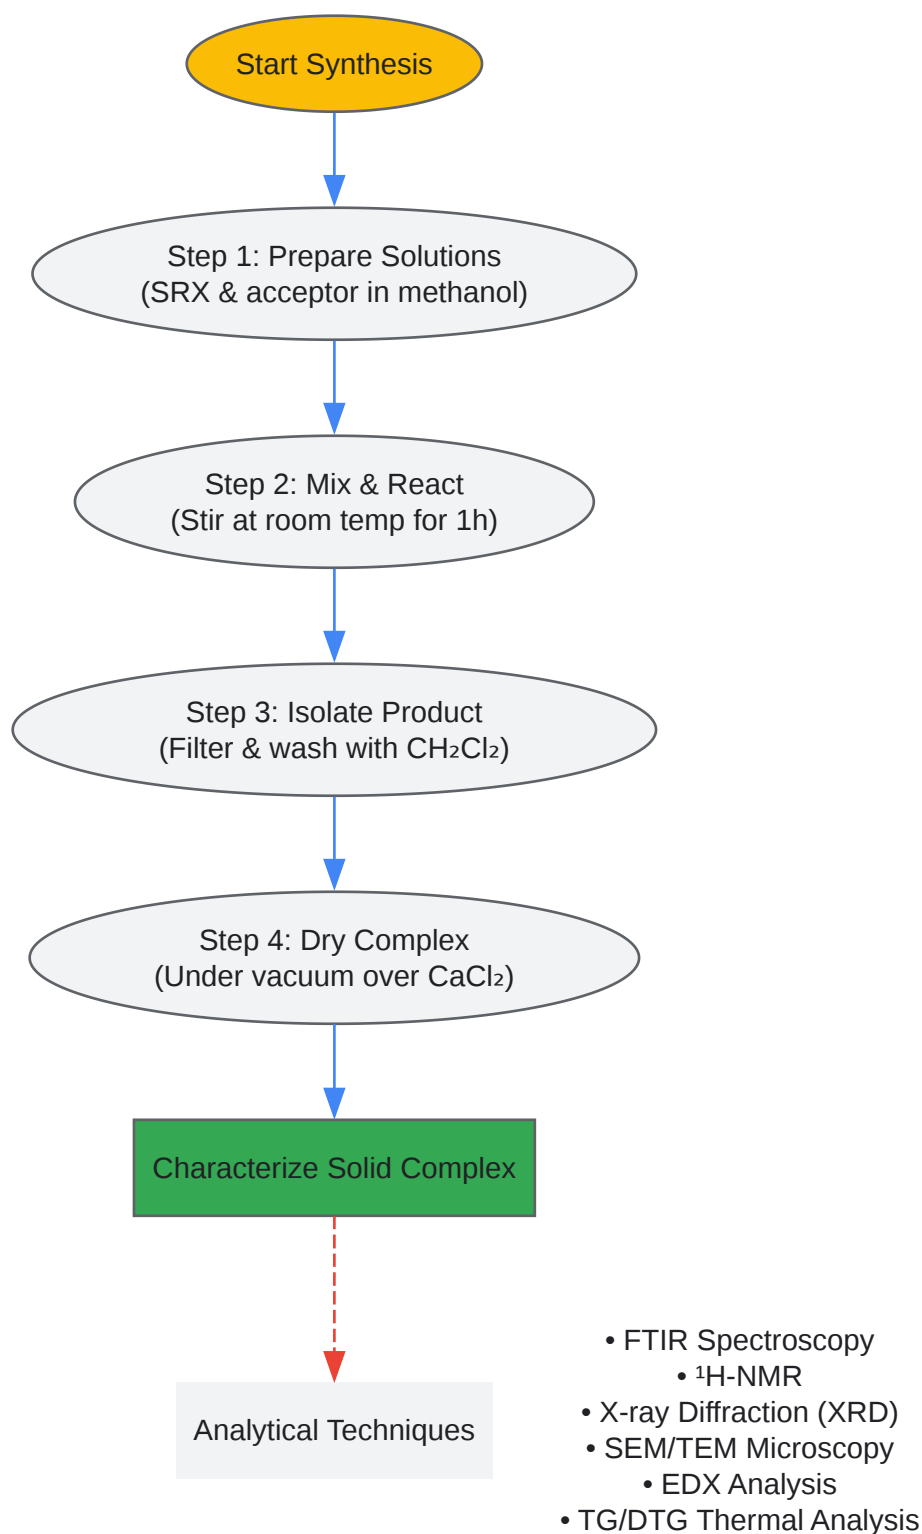 Start Synthesis
Step 1: Prepare Solutions
(SRX & acceptor in methanol)
Step 2: Mix & React
(Stir at room temp for 1h)
Step 3: Isolate Product
(Filter & wash with CH₂Cl₂)
Step 4: Dry Complex
(Under vacuum over CaCl₂)
Characterize Solid Complex
Analytical Techniques
• FTIR Spectroscopy
• ¹H-NMR
• X-ray Diffraction (XRD)
• SEM/TEM Microscopy
• EDX Analysis
• TG/DTG Thermal Analysis